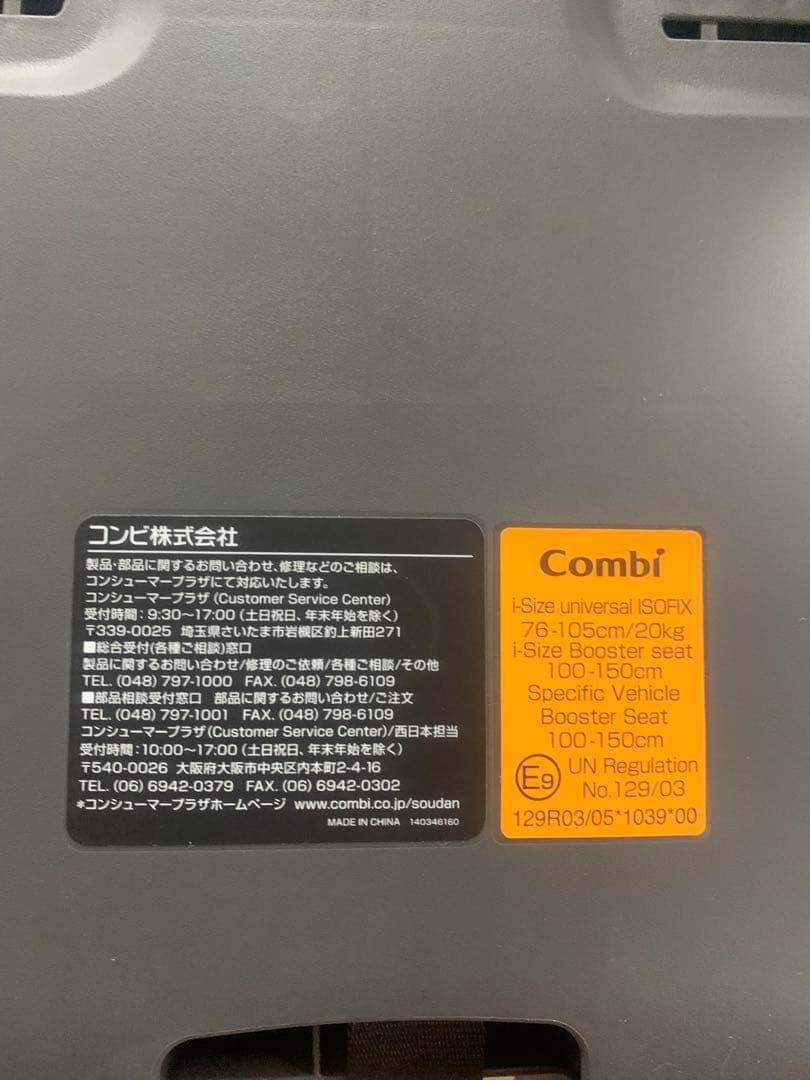 コンビ株式会社
製品・部品に関するお問い合わせ、修理などのご相談は、
コンシューマープラザにて対応いたします。
コンシューマープラザ(Customer Service Center)
受付時間：9:30～17:00(土日祝日、年末年始を除く)
〒339-0025 埼玉県さいたま市岩槻区釣上新田271
■総合受付(各種ご相談)窓口
製品に関するお問い合わせ/修理のご依頼/各種ご相談/その他
TEL. (048) 797-1000 FAX. (048) 798-6109
■部品相談受付窓口 部品に関するお問い合わせ/ご注文
TEL. (048) 797-1001 FAX. (048) 798-6109
コンシューマープラザ(Customer Service Center)/西日本担当
受付時間：10:00～17:00(土日祝日、年末年始を除く)
〒540-0026 大阪府大阪市中央区内本町2-4-16
TEL. (06) 6942-0379 FAX. (06) 6942-0302
*コンシューマープラザホームページ www.combi.co.jp/soudan
MADE IN CHINA 140346160
Combi
i-Size universal ISOFIX
76-105cm/20kg
i-Size Booster seat
100-150cm
Specific Vehicle
Booster Seat
100-150cm
E9 UN Regulation
No.129/03
129R03/05*1039*00